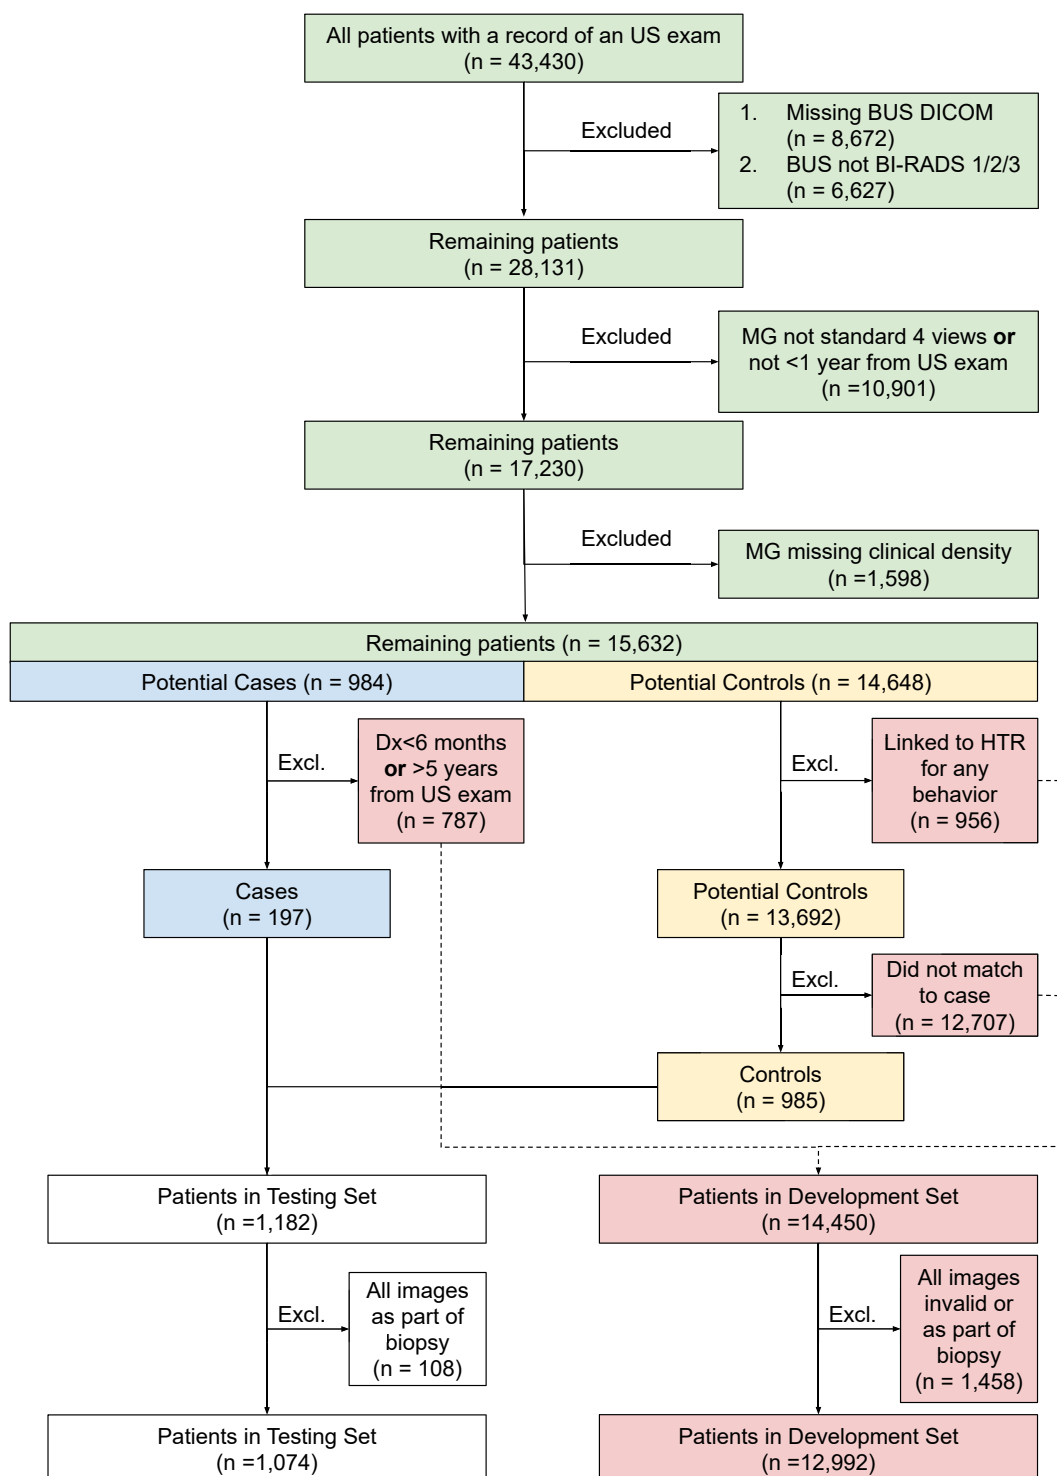 All patients with a record of an US exam
(n = 43,430)
Excluded
1. Missing BUS DICOM
(n = 8,672)
2. BUS not BI-RADS 1/2/3
(n = 6,627)
Remaining patients
(n = 28,131)
Excluded
MG not standard 4 views or
not <1 year from US exam
(n =10,901)
Remaining patients
(n = 17,230)
Excluded
MG missing clinical density
(n =1,598)
Remaining patients (n = 15,632)
Potential Cases (n = 984)
Potential Controls (n = 14,648)
Excl.
Dx<6 months
or >5 years
from US exam
(n = 787)
Excl.
Linked to HTR
for any
behavior
(n = 956)
Cases
(n = 197)
Potential Controls
(n = 13,692)
Excl.
Did not match
to case
(n = 12,707)
Controls
(n = 985)
Patients in Testing Set
(n =1,182)
Patients in Development Set
(n =14,450)
Excl.
All images
as part of
biopsy
(n = 108)
Excl.
All images
invalid or
as part of
biopsy
(n = 1,458)
Patients in Testing Set
(n =1,074)
Patients in Development Set
(n =12,992)